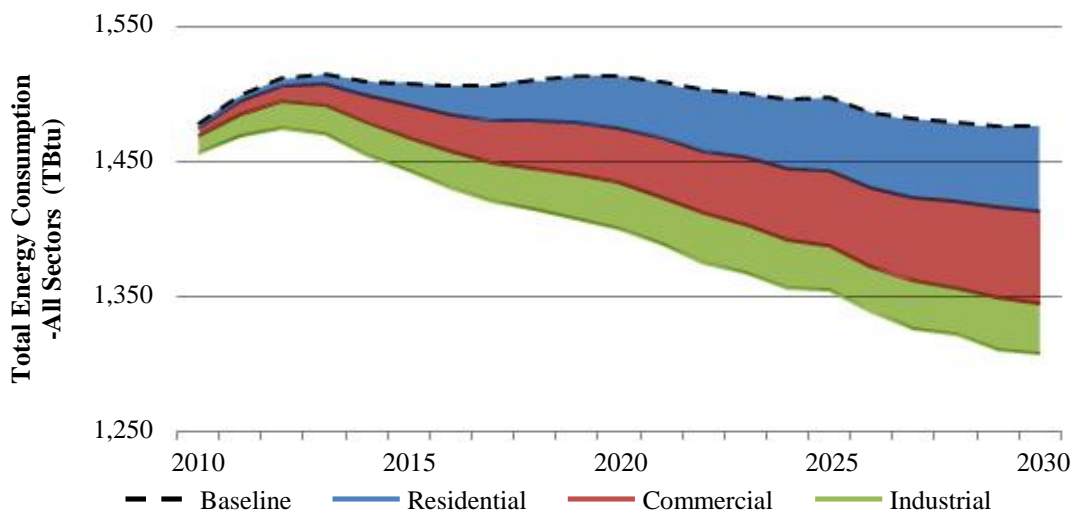 Total Energy Consumption
-All Sectors (TBtu)
1,550
1,450
1,350
1,250
2010 2015 2020 2025 2030
Baseline Residential Commercial Industrial